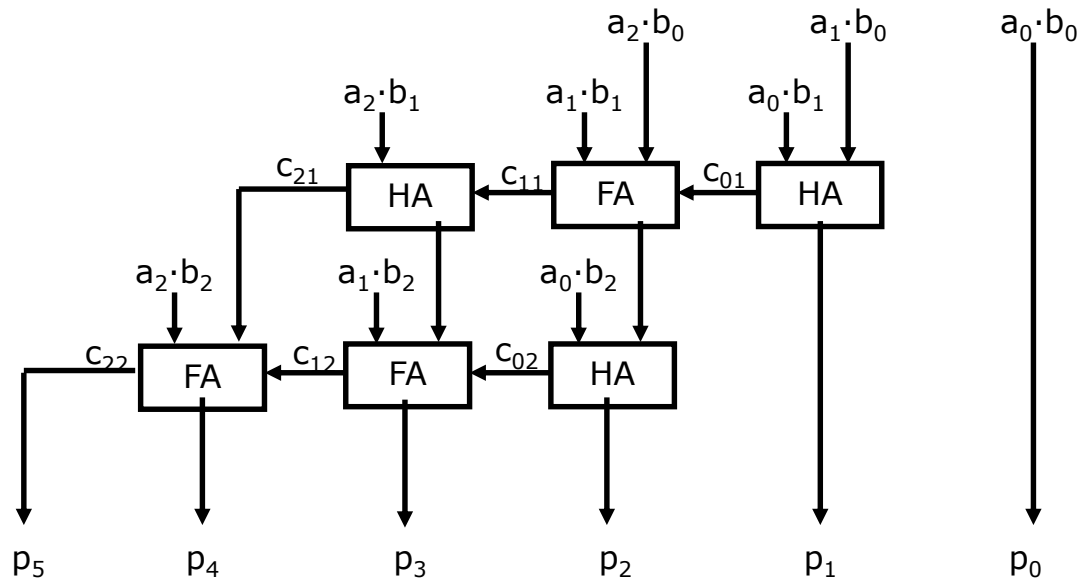 a₂·b₀ a₁·b₀ a₀·b₀
a₂·b₁ a₁·b₁ a₀·b₁
c₂₁ HA c₁₁ FA c₀₁ HA
a₂·b₂ a₁·b₂ a₀·b₂
c₂₂ FA c₁₂ FA c₀₂ HA
p₅ p₄ p₃ p₂ p₁ p₀